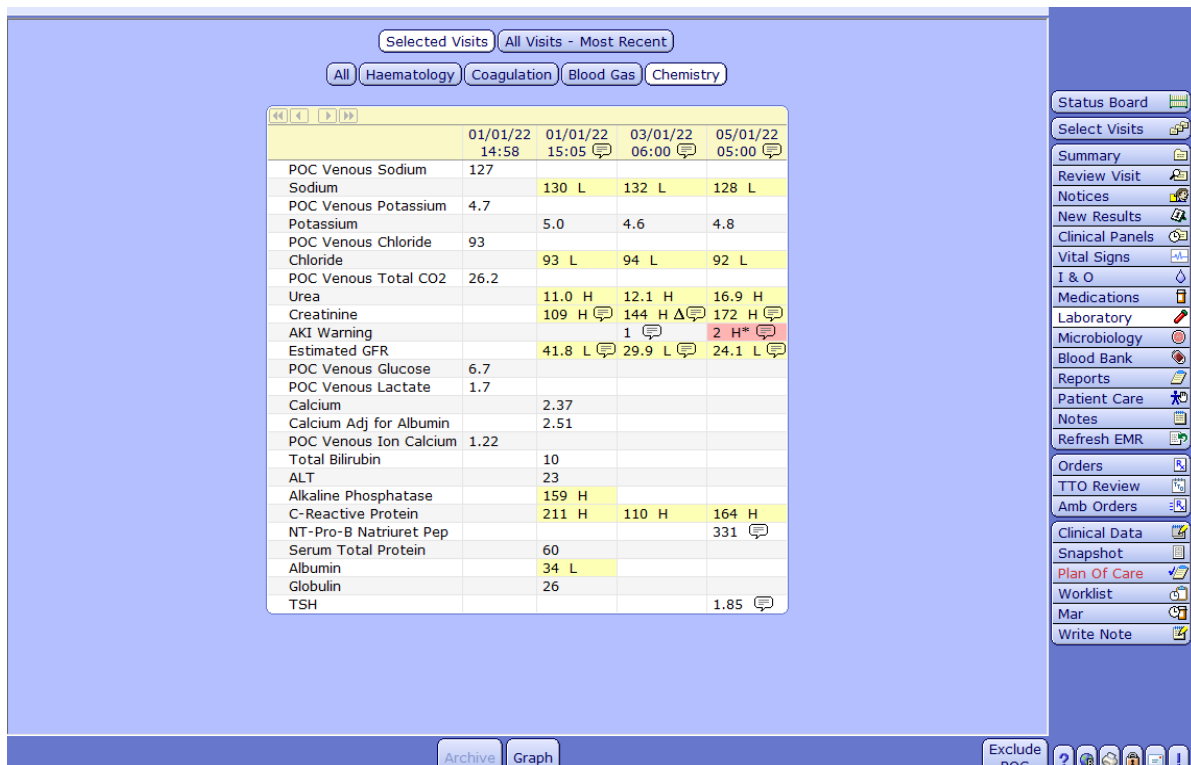 Selected Visits All Visits - Most Recent
All Haematology Coagulation Blood Gas Chemistry
01/01/22 01/01/22 03/01/22 05/01/22
14:58 15:05 06:00 05:00
POC Venous Sodium 127
Sodium 130 L 132 L 128 L
POC Venous Potassium 4.7
Potassium 5.0 4.6 4.8
POC Venous Chloride 93
Chloride 93 L 94 L 92 L
POC Venous Total CO2 26.2
Urea 11.0 H 12.1 H 16.9 H
Creatinine 109 H 144 H Δ 172 H
AKI Warning 1 2 H*
Estimated GFR 41.8 L 29.9 L 24.1 L
POC Venous Glucose 6.7
POC Venous Lactate 1.7
Calcium 2.37
Calcium Adj for Albumin 2.51
POC Venous Ion Calcium 1.22
Total Bilirubin 10
ALT 23
Alkaline Phosphatase 159 H
C-Reactive Protein 211 H 110 H 164 H
NT-Pro-B Natriuret Pep 331
Serum Total Protein 60
Albumin 34 L
Globulin 26
TSH 1.85
Status Board
Select Visits
Summary
Review Visit
Notices
New Results
Clinical Panels
Vital Signs
I & O
Medications
Laboratory
Microbiology
Blood Bank
Reports
Patient Care
Notes
Refresh EMR
Orders
TTO Review
Amb Orders
Clinical Data
Snapshot
Plan Of Care
Worklist
Mar
Write Note
Archive Graph
Exclude
POC
? !